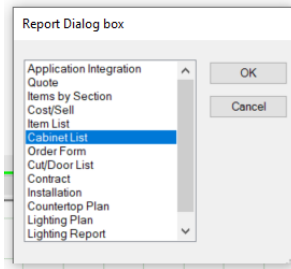 Report Dialog box
Application Integration
Quote
Items by Section
Cost/Sell
Item List
Cabinet List
Order Form
Cut/Door List
Contract
Installation
Countertop Plan
Lighting Plan
Lighting Report
OK
Cancel